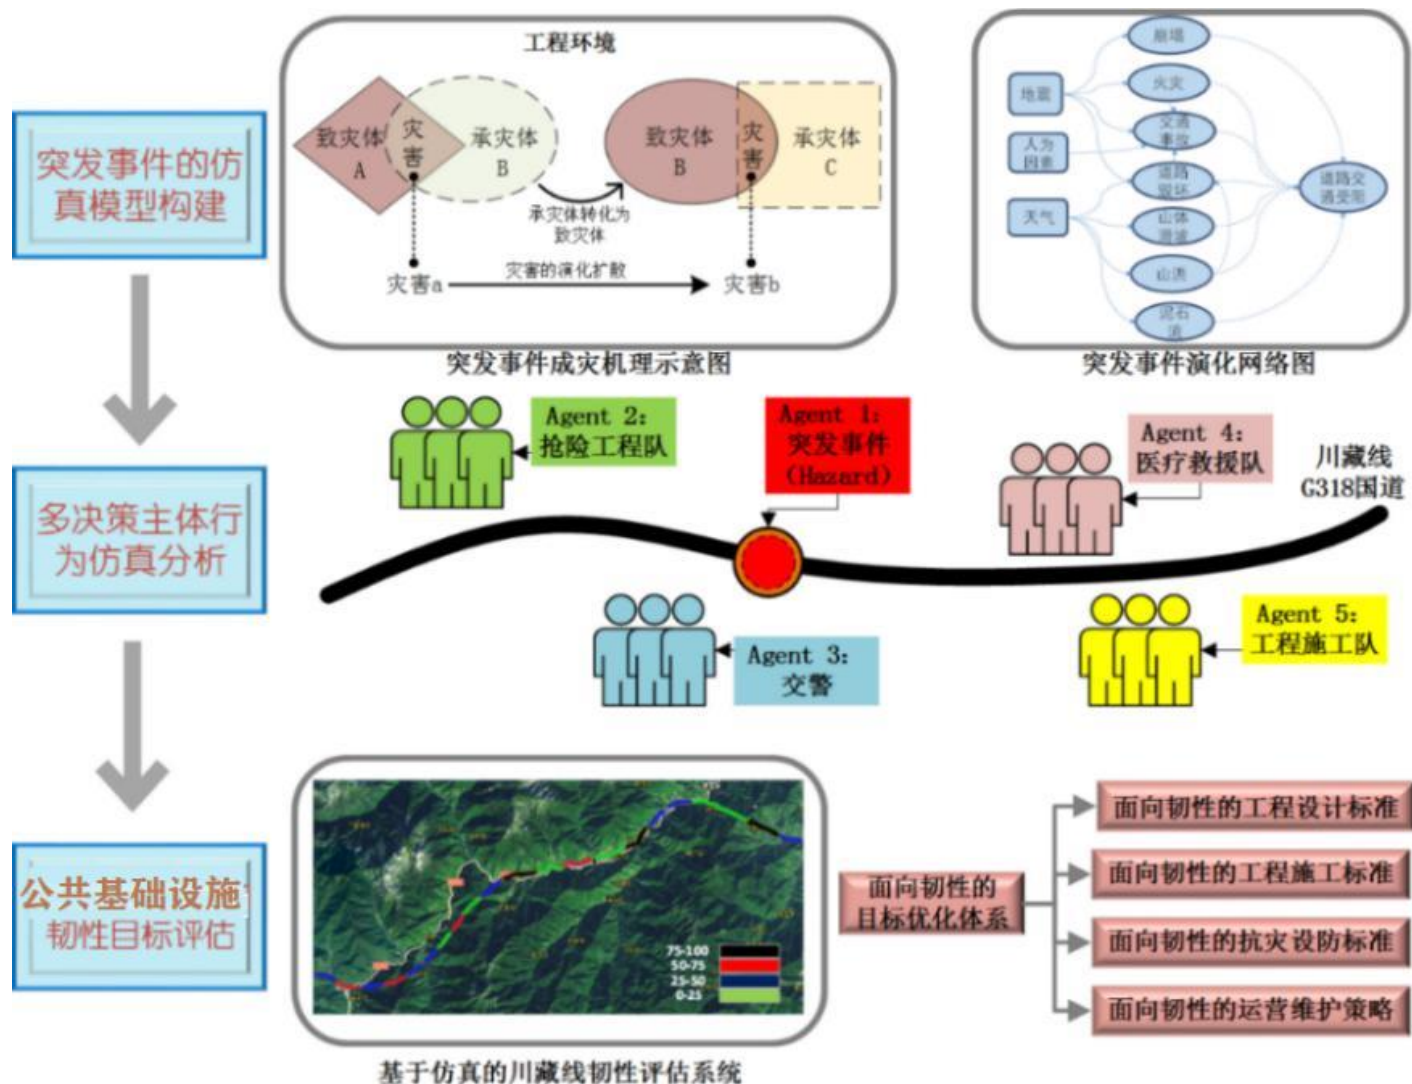 工程环境
致灾体
A
灾
害
承灾体
B
致灾体
B
灾
害
承灾体
C
承灾体转化为
致灾体
灾害a
灾害的演化扩散
灾害b
突发事件成灾机理示意图
地震
人为
因素
天气
崩塌
火灾
交通
事故
道路
毁坏
山体
滑坡
山洪
泥石
流
道路交
通受阻
突发事件演化网络图
突发事件的仿
真模型构建
Agent 2:
抢险工程队
Agent 1:
突发事件
(Hazard)
Agent 4:
医疗救援队
川藏线
G318国道
Agent 3:
交警
Agent 5:
工程施工队
多决策主体行
为仿真分析
公共基础设施
韧性目标评估
75-100
50-75
25-50
0-25
基于仿真的川藏线韧性评估系统
面向韧性的
目标优化体系
面向韧性的工程设计标准
面向韧性的工程施工标准
面向韧性的抗灾设防标准
面向韧性的运营维护策略